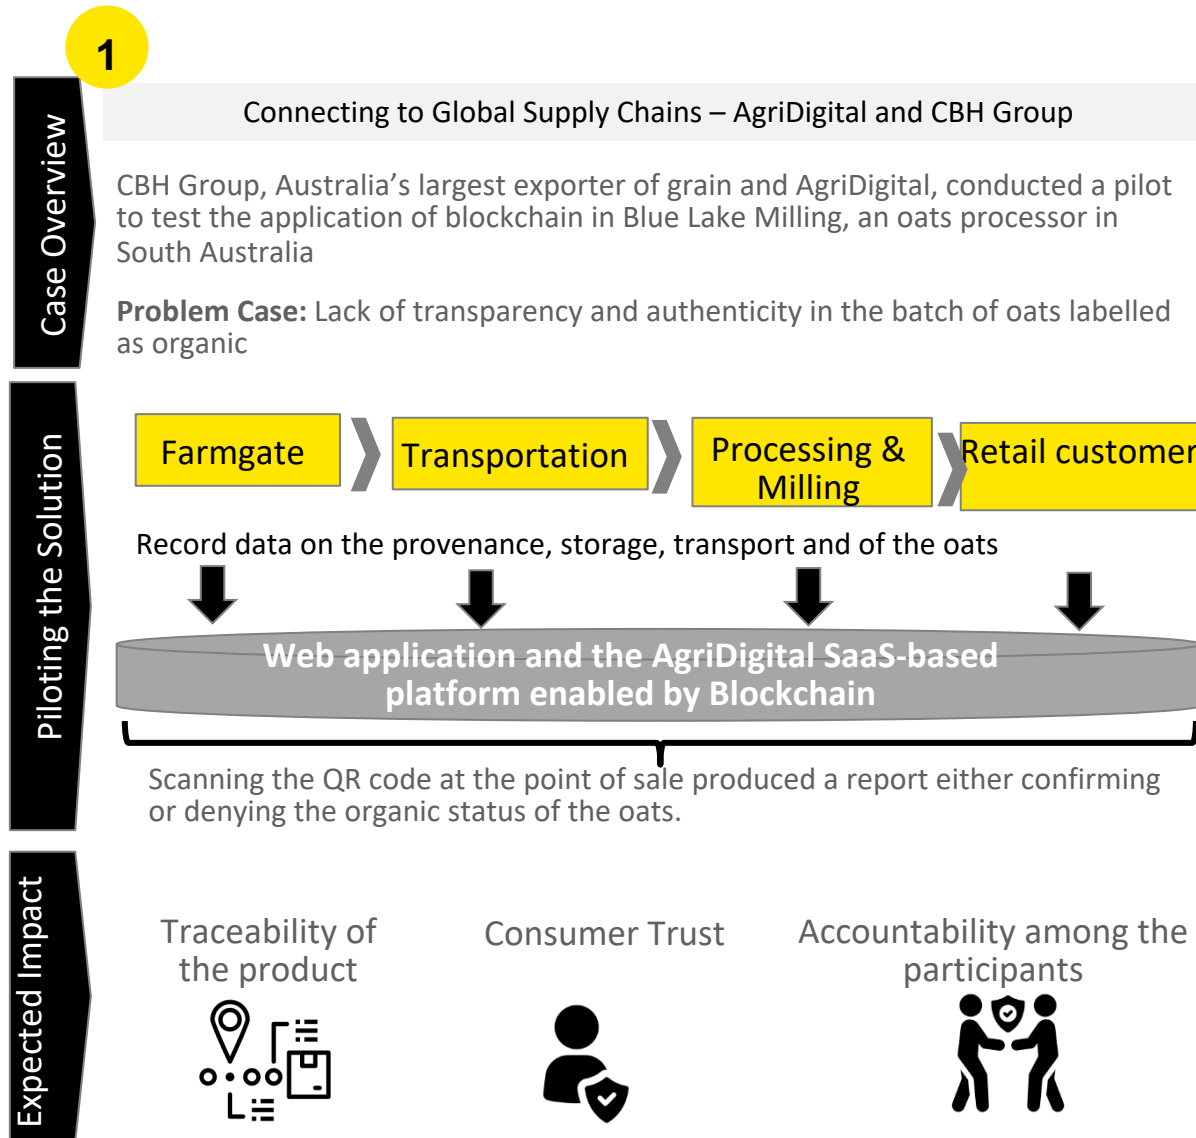 1
Connecting to Global Supply Chains – AgriDigital and CBH Group
Case Overview
CBH Group, Australia’s largest exporter of grain and AgriDigital, conducted a pilot
to test the application of blockchain in Blue Lake Milling, an oats processor in
South Australia
Problem Case: Lack of transparency and authenticity in the batch of oats labelled
as organic
Piloting the Solution
Farmgate
Transportation
Processing &
Milling
Retail customer
Record data on the provenance, storage, transport and of the oats
Web application and the AgriDigital SaaS-based
platform enabled by Blockchain
Scanning the QR code at the point of sale produced a report either confirming
or denying the organic status of the oats.
Expected Impact
Traceability of
the product
Consumer Trust
Accountability among the
participants